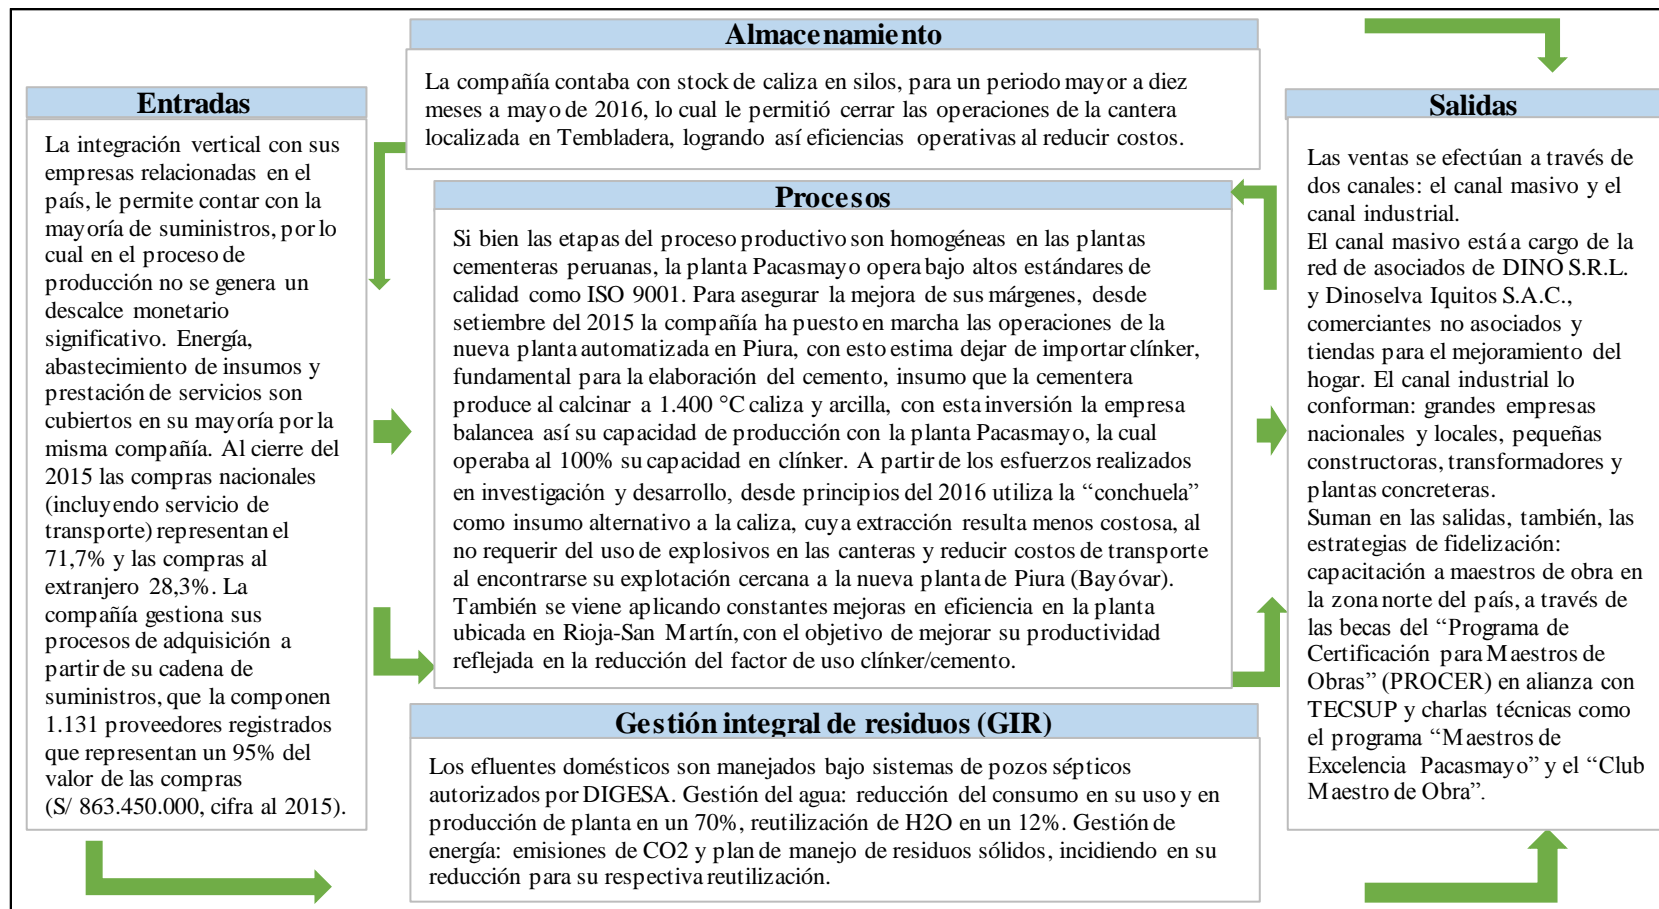 Almacenamiento
La compañía contaba con stock de caliza en silos, para un periodo mayor a diez
meses a mayo de 2016, lo cual le permitió cerrar las operaciones de la cantera
localizada en Tembladera, logrando así eficiencias operativas al reducir costos.
Entradas
La integración vertical con sus
empresas relacionadas en el
país, le permite contar con la
mayoría de suministros, por lo
cual en el proceso de
producción no se genera un
descalce monetario
significativo. Energía,
abastecimiento de insumos y
prestación de servicios son
cubiertos en su mayoría por la
misma compañía. Al cierre del
2015 las compras nacionales
(incluyendo servicio de
transporte) representan el
71,7% y las compras al
extranjero 28,3%. La
compañía gestiona sus
procesos de adquisición a
partir de su cadena de
suministros, que la componen
1.131 proveedores registrados
que representan un 95% del
valor de las compras
(S/ 863.450.000, cifra al 2015).
Procesos
Si bien las etapas del proceso productivo son homogéneas en las plantas
cementeras peruanas, la planta Pacasmayo opera bajo altos estándares de
calidad como ISO 9001. Para asegurar la mejora de sus márgenes, desde
setiembre del 2015 la compañía ha puesto en marcha las operaciones de la
nueva planta automatizada en Piura, con esto estima dejar de importar clínker,
fundamental para la elaboración del cemento, insumo que la cementera
produce al calcinar a 1.400 °C caliza y arcilla, con esta inversión la empresa
balancea así su capacidad de producción con la planta Pacasmayo, la cual
operaba al 100% su capacidad en clínker. A partir de los esfuerzos realizados
en investigación y desarrollo, desde principios del 2016 utiliza la “conchuela”
como insumo alternativo a la caliza, cuya extracción resulta menos costosa, al
no requerir del uso de explosivos en las canteras y reducir costos de transporte
al encontrarse su explotación cercana a la nueva planta de Piura (Bayóvar).
También se viene aplicando constantes mejoras en eficiencia en la planta
ubicada en Rioja-San Martín, con el objetivo de mejorar su productividad
reflejada en la reducción del factor de uso clínker/cemento.
Gestión integral de residuos (GIR)
Los efluentes domésticos son manejados bajo sistemas de pozos sépticos
autorizados por DIGESA. Gestión del agua: reducción del consumo en su uso y en
producción de planta en un 70%, reutilización de H2O en un 12%. Gestión de
energía: emisiones de CO2 y plan de manejo de residuos sólidos, incidiendo en su
reducción para su respectiva reutilización.
Salidas
Las ventas se efectúan a través de
dos canales: el canal masivo y el
canal industrial.
El canal masivo está a cargo de la
red de asociados de DINO S.R.L.
y Dinoselva Iquitos S.A.C.,
comerciantes no asociados y
tiendas para el mejoramiento del
hogar. El canal industrial lo
conforman: grandes empresas
nacionales y locales, pequeñas
constructoras, transformadores y
plantas concreteras.
Suman en las salidas, también, las
estrategias de fidelización:
capacitación a maestros de obra en
la zona norte del país, a través de
las becas del “Programa de
Certificación para Maestros de
Obras” (PROCER) en alianza con
TECSUP y charlas técnicas como
el programa “Maestros de
Excelencia Pacasmayo” y el “Club
Maestro de Obra”.